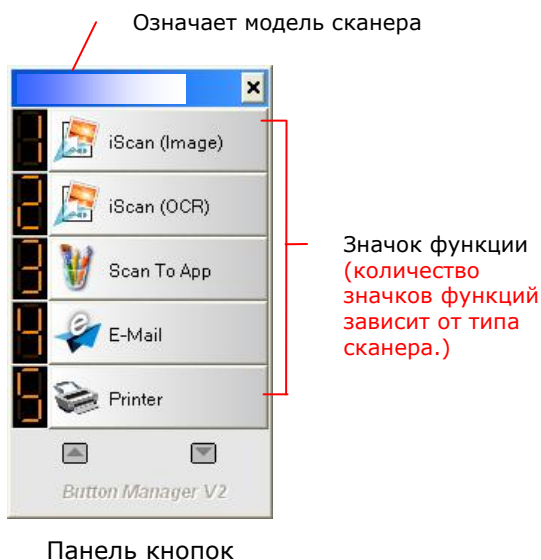 Означает модель сканера
1 iScan (Image)
2 iScan (OCR)
3 Scan To App
4 E-Mail
5 Printer
Button Manager V2
Значок функции
(количество
значков функций
зависит от типа
сканера.)
Панель кнопок